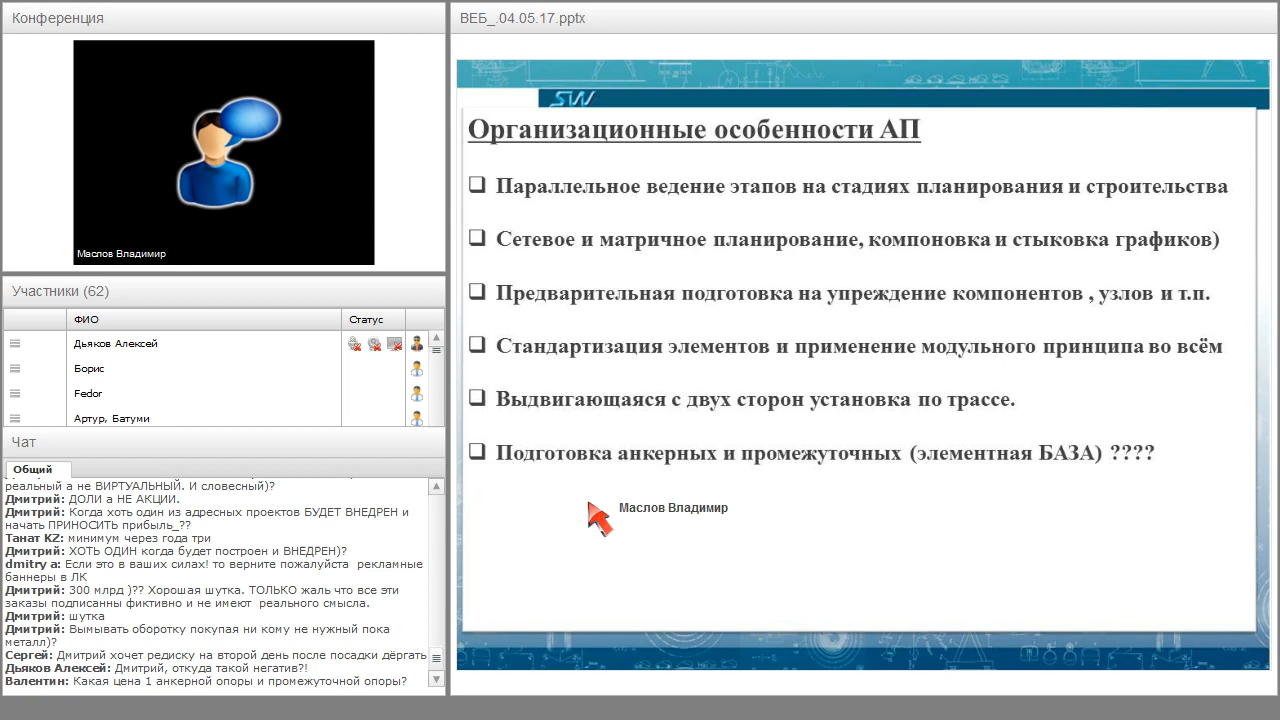 Конференция
Маслов Владимир
Участники (62)
ФИО
Статус
Дьяков Алексей
Борис
Fedor
Артур, Батуми
Чат
Общий
реальный а не ВИРТУАЛЬНЫЙ. И словесный)?
Дмитрий: ДОЛИ а НЕ АКЦИИ.
Дмитрий: Когда хоть один из адресных проектов БУДЕТ ВНЕДРЕН и
начать ПРИНОСИТЬ прибыль_??
Танат KZ: минимум через года три
Дмитрий: ХОТЬ ОДИН когда будет построен и ВНЕДРЕН)?
dmitry a: Если это в ваших силах! то верните пожалуйста рекламные
баннеры в ЛК
Дмитрий: 300 млрд )?? Хорошая шутка. ТОЛЬКО жаль что все эти
заказы подписанны фиктивно и не имеют реального смысла.
Дмитрий: шутка
Дмитрий: Вымывать оборотку покупая ни кому не нужный пока
металл)?
Сергей: Дмитрий хочет редиску на второй день после посадки дёргать
Дьяков Алексей: Дмитрий, откуда такой негатив?!
Валентин: Какая цена 1 анкерной опоры и промежуточной опоры?
ВЕБ_.04.05.17.pptx
SW
Организационные особенности АП
Параллельное ведение этапов на стадиях планирования и строительства
Сетевое и матричное планирование, компоновка и стыковка графиков)
Предварительная подготовка на упреждение компонентов , узлов и т.п.
Стандартизация элементов и применение модульного принципа во всём
Выдвигающаяся с двух сторон установка по трассе.
Подготовка анкерных и промежуточных (элементная БАЗА) ????
Маслов Владимир